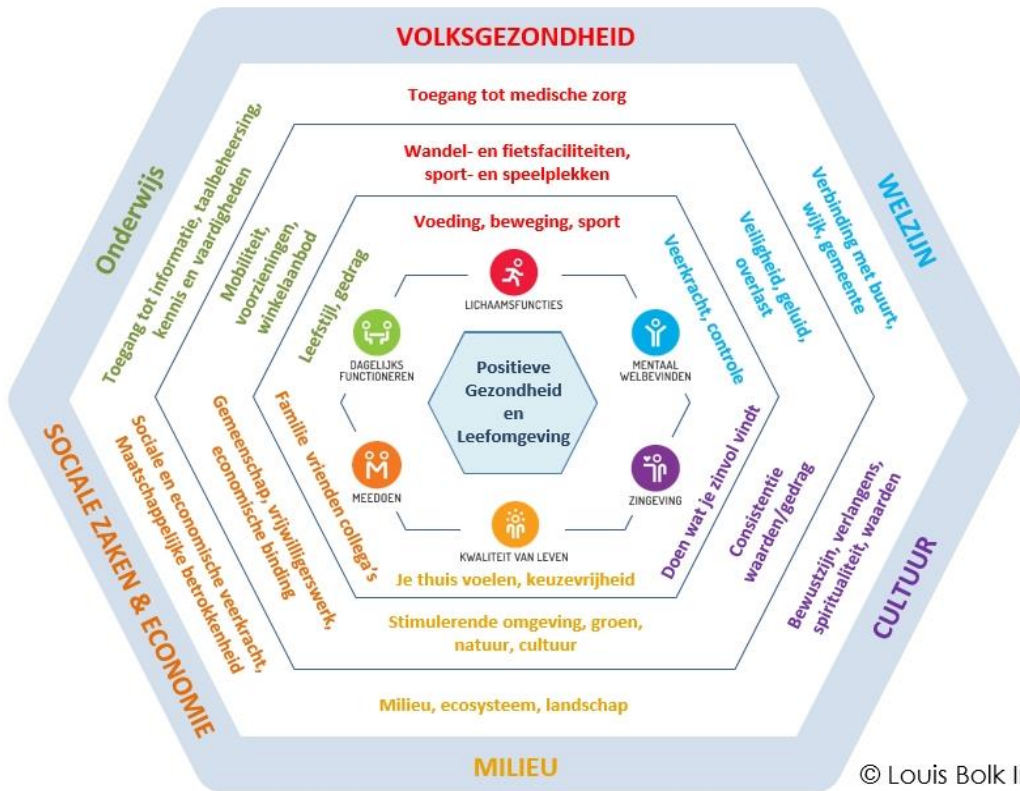 VOLKSGEZONDHEID
Toegang tot medische zorg
Wandel- en fietsfaciliteiten,
sport- en speelplekken
Voeding, beweging, sport
LICHAAMSFUNCTIES
WELZIJN
Verbinding met buurt,
wijk, gemeente
Veiligheid, geluid,
overlast
Veerkracht, controle
MENTAAL
WELBEVINDEN
CULTUUR
Bewustzijn, verlangens,
spiritualiteit, waarden
Consistentie
waarden/gedrag
Doen wat je zinvol vindt
ZINGEVING
KWALITEIT VAN LEVEN
Je thuis voelen, keuzevrijheid
Stimulerende omgeving, groen,
natuur, cultuur
Milieu, ecosysteem, landschap
MILIEU
SOCIALE ZAKEN & ECONOMIE
Sociale en economische veerkracht,
Maatschappelijke betrokkenheid
Gemeenschap, vrijwilligerswerk,
economische binding
Familie vrienden collega's
MEEDOEN
Onderwijs
Toegang tot informatie, taalbeheersing,
kennis en vaardigheden
Mobiliteit,
voorzieningen,
winkelaanbod
Leefstijl, gedrag
DAGELIJKS
FUNCTIONEREN
Positieve
Gezondheid
en
Leefomgeving
© Louis Bolk